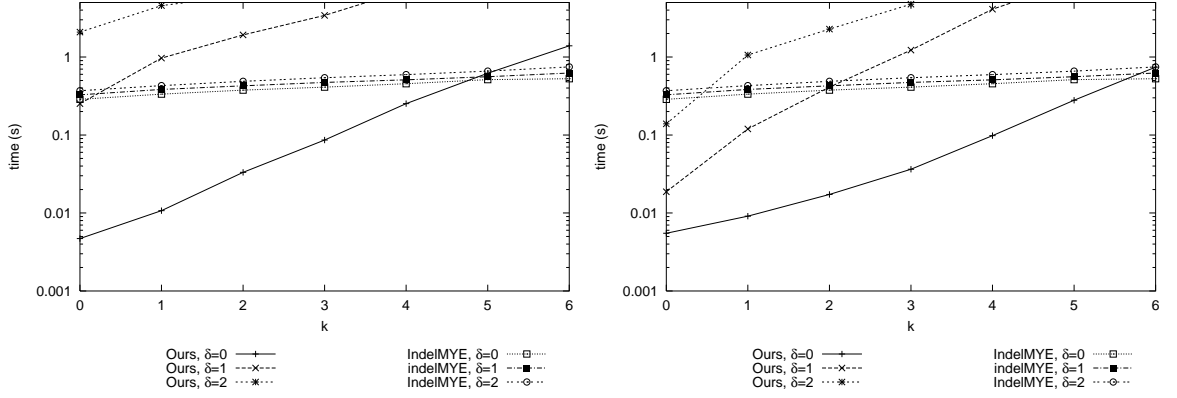 1
0.1
0.01
0.001
time (s)
0 1 2 3 4 5 6
k
Ours, δ=0
Ours, δ=1
Ours, δ=2
IndelMYE, δ=0
indelMYE, δ=1
IndelMYE, δ=2
1
0.1
0.01
0.001
time (s)
0 1 2 3 4 5 6
k
Ours, δ=0
Ours, δ=1
Ours, δ=2
IndelMYE, δ=0
indelMYE, δ=1
IndelMYE, δ=2